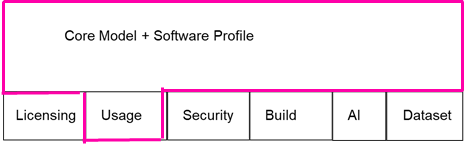 Core Model + Software Profile
Licensing Usage Security Build AI Dataset